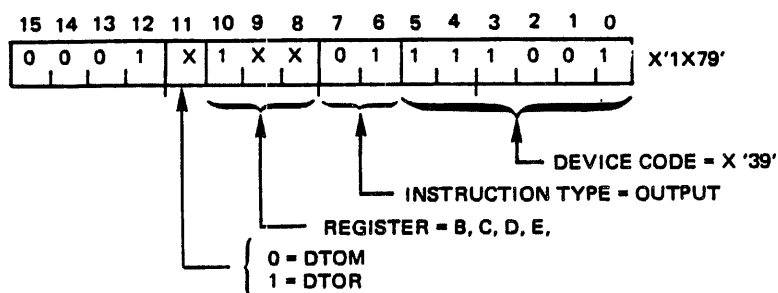 15 14 13 12 11 10 9 8 7 6 5 4 3 2 1 0
0 0 0 1 X 1 X X 0 1 1 1 1 0 0 1 X'1X79'
DEVICE CODE = X '39'
INSTRUCTION TYPE = OUTPUT
REGISTER = B, C, D, E,
0 = DTOM
1 = DTOR